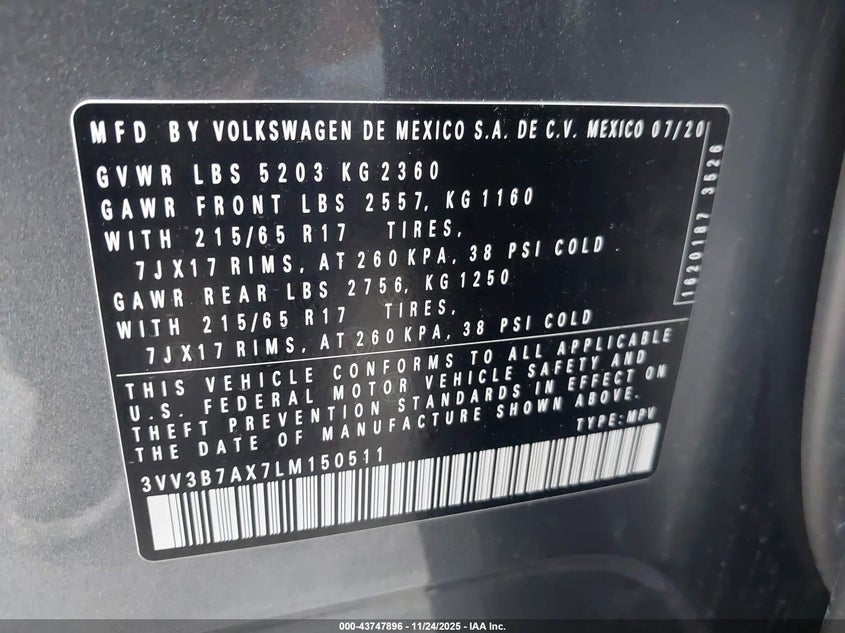 MFD BY VOLKSWAGEN DE MEXICO S.A. DE C.V. MEXICO 07/20
GVWR LBS 5203 KG 2360
GAWR FRONT LBS 2557, KG 1160
WITH 215/65 R17 TIRES,
7JX17 RIMS, AT 260 KPA, 38 PSI COLD
GAWR REAR LBS 2756, KG 1250
WITH 215/65 R17 TIRES,
7JX17 RIMS, AT 260 KPA, 38 PSI COLD
1620187 3526
THIS VEHICLE CONFORMS TO ALL APPLICABLE
U.S. FEDERAL MOTOR VEHICLE SAFETY AND
THEFT PREVENTION STANDARDS IN EFFECT ON
THE DATE OF MANUFACTURE SHOWN ABOVE.
TYPE: MPV
3VV3B7AX7LM150511
000-43747896 - 11/24/2025 - IAA Inc.